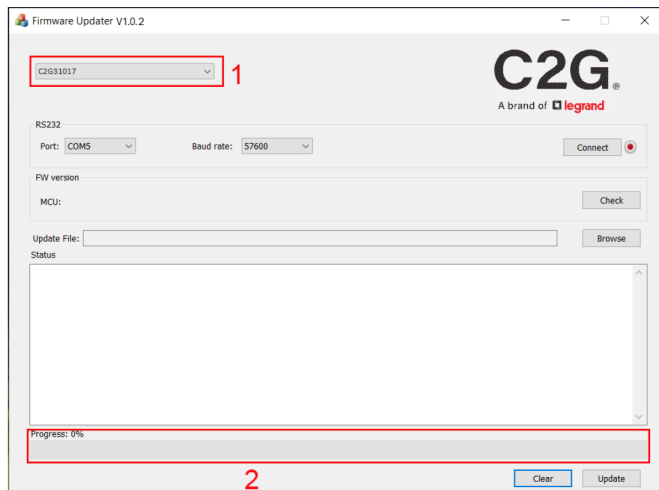 Firmware Updater V1.0.2
C2G31017
1
C2G®
A brand of legrand
RS232
Port: COM5 Baud rate: 57600 Connect
FW version
MCU: Check
Update File: Browse
Status
Progress: 0%
2
Clear Update